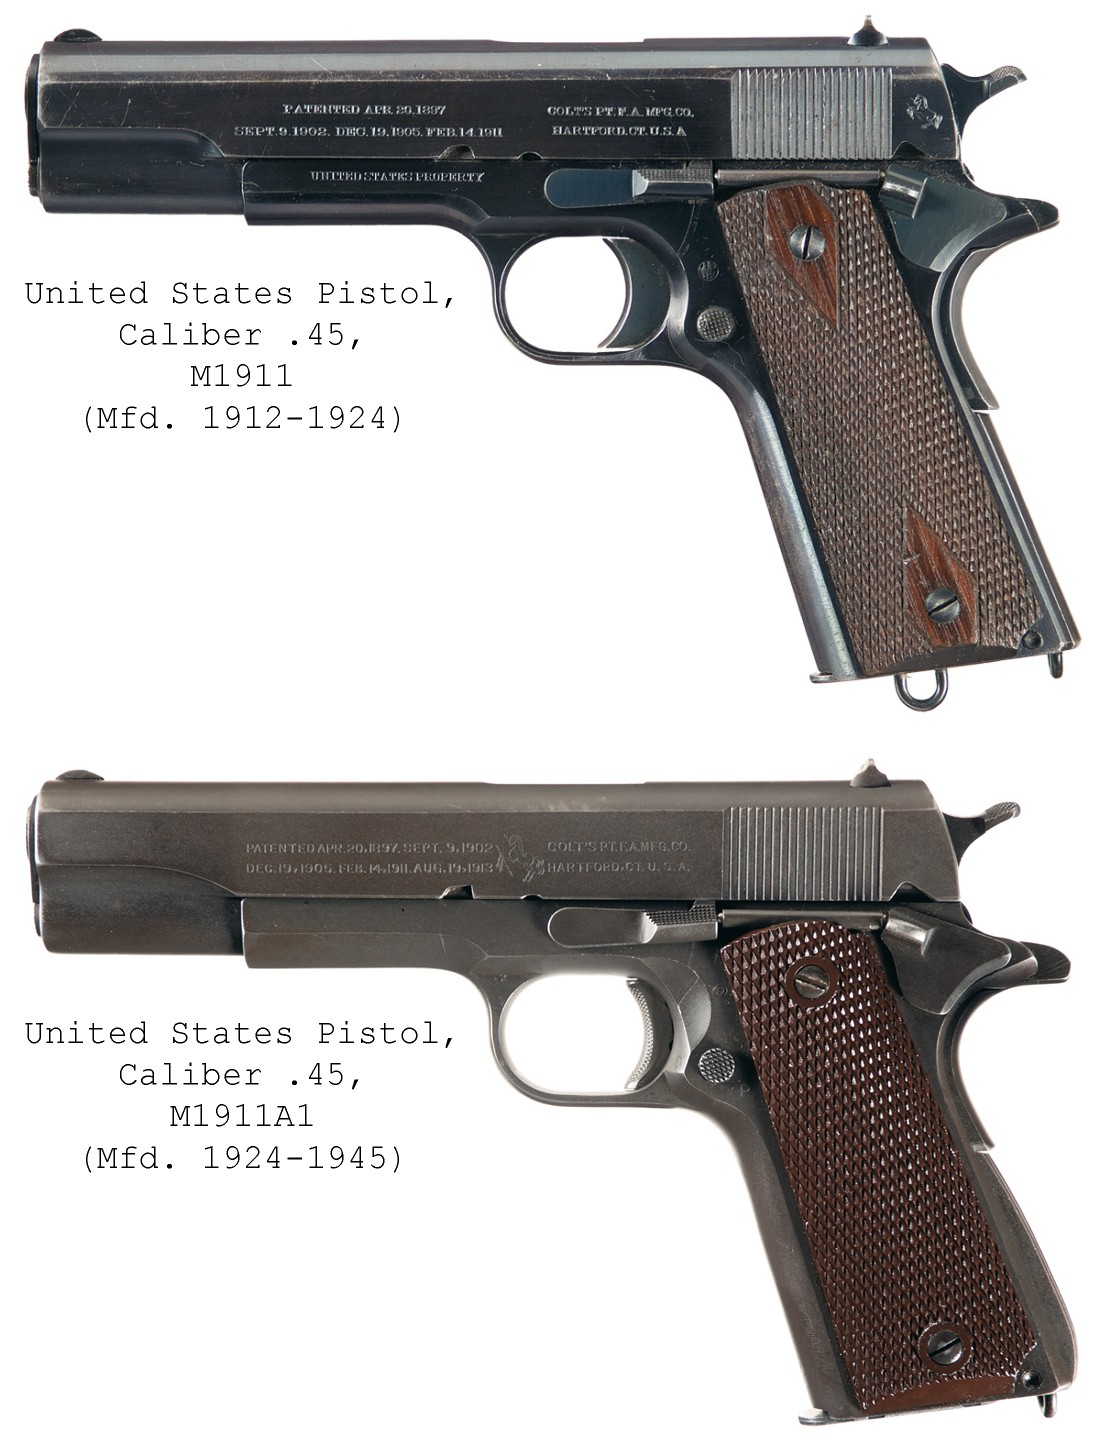 PATENTED APR. 20, 1897
SEPT. 9, 1902. DEC. 19, 1905. FEB. 14, 1911
COLT'S PT. F. A. MFG. CO.
HARTFORD, CT. U. S. A
UNITED STATES PROPERTY
United States Pistol,
Caliber .45,
M1911
(Mfd. 1912-1924)
PATENTED APR. 20, 1897, SEPT. 9, 1902
DEC. 19, 1905. FEB. 14, 1911. AUG. 19, 1913
COLT'S PT. F. A. MFG. CO.
HARTFORD, CT. U. S. A.
United States Pistol,
Caliber .45,
M1911A1
(Mfd. 1924-1945)